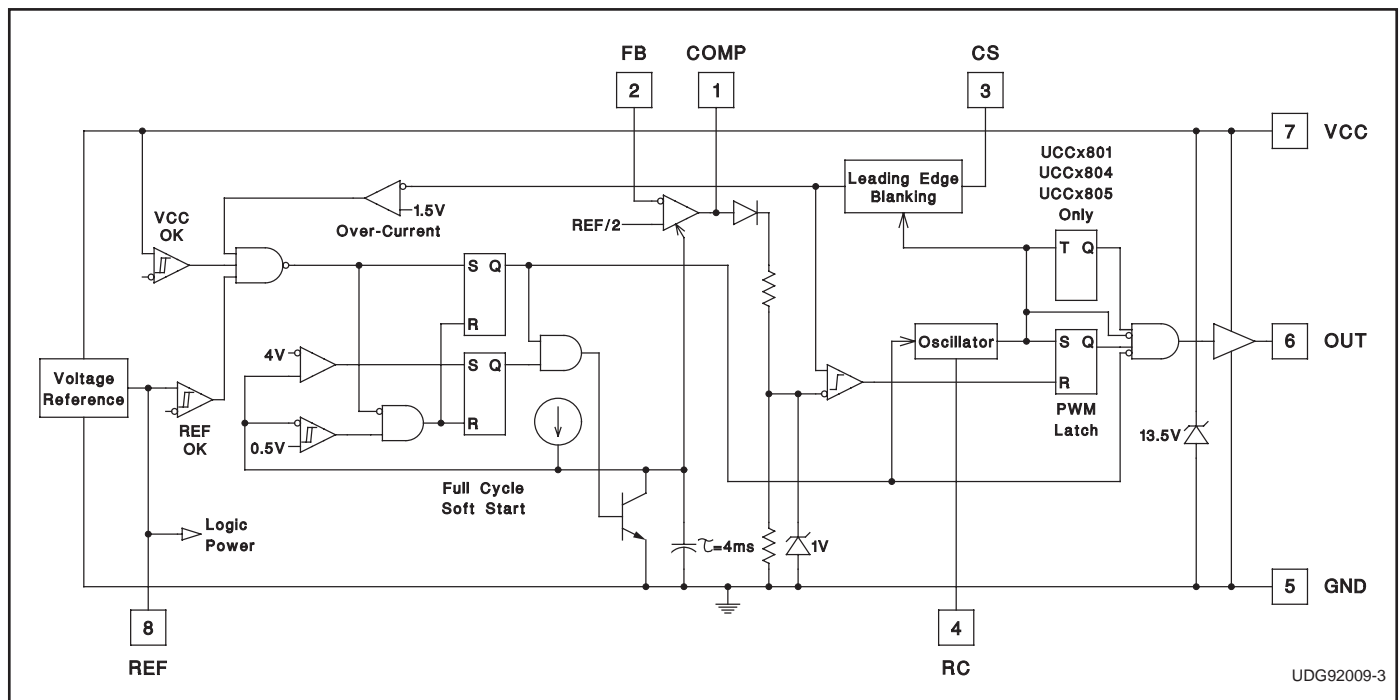 FB COMP CS
2 1 3
7 VCC
UCCx801
UCCx804
UCCx805
Only
Leading Edge
Blanking
1.5V
Over-Current
VCC
OK
REF/2
T Q
S Q
R
4V
S Q
R
0.5V
Oscillator
S Q
R
PWM
Latch
6 OUT
Voltage
Reference
REF
OK
13.5V
Full Cycle
Soft Start
Logic
Power
τ=4ms
1V
5 GND
8
REF
4
RC
UDG92009-3